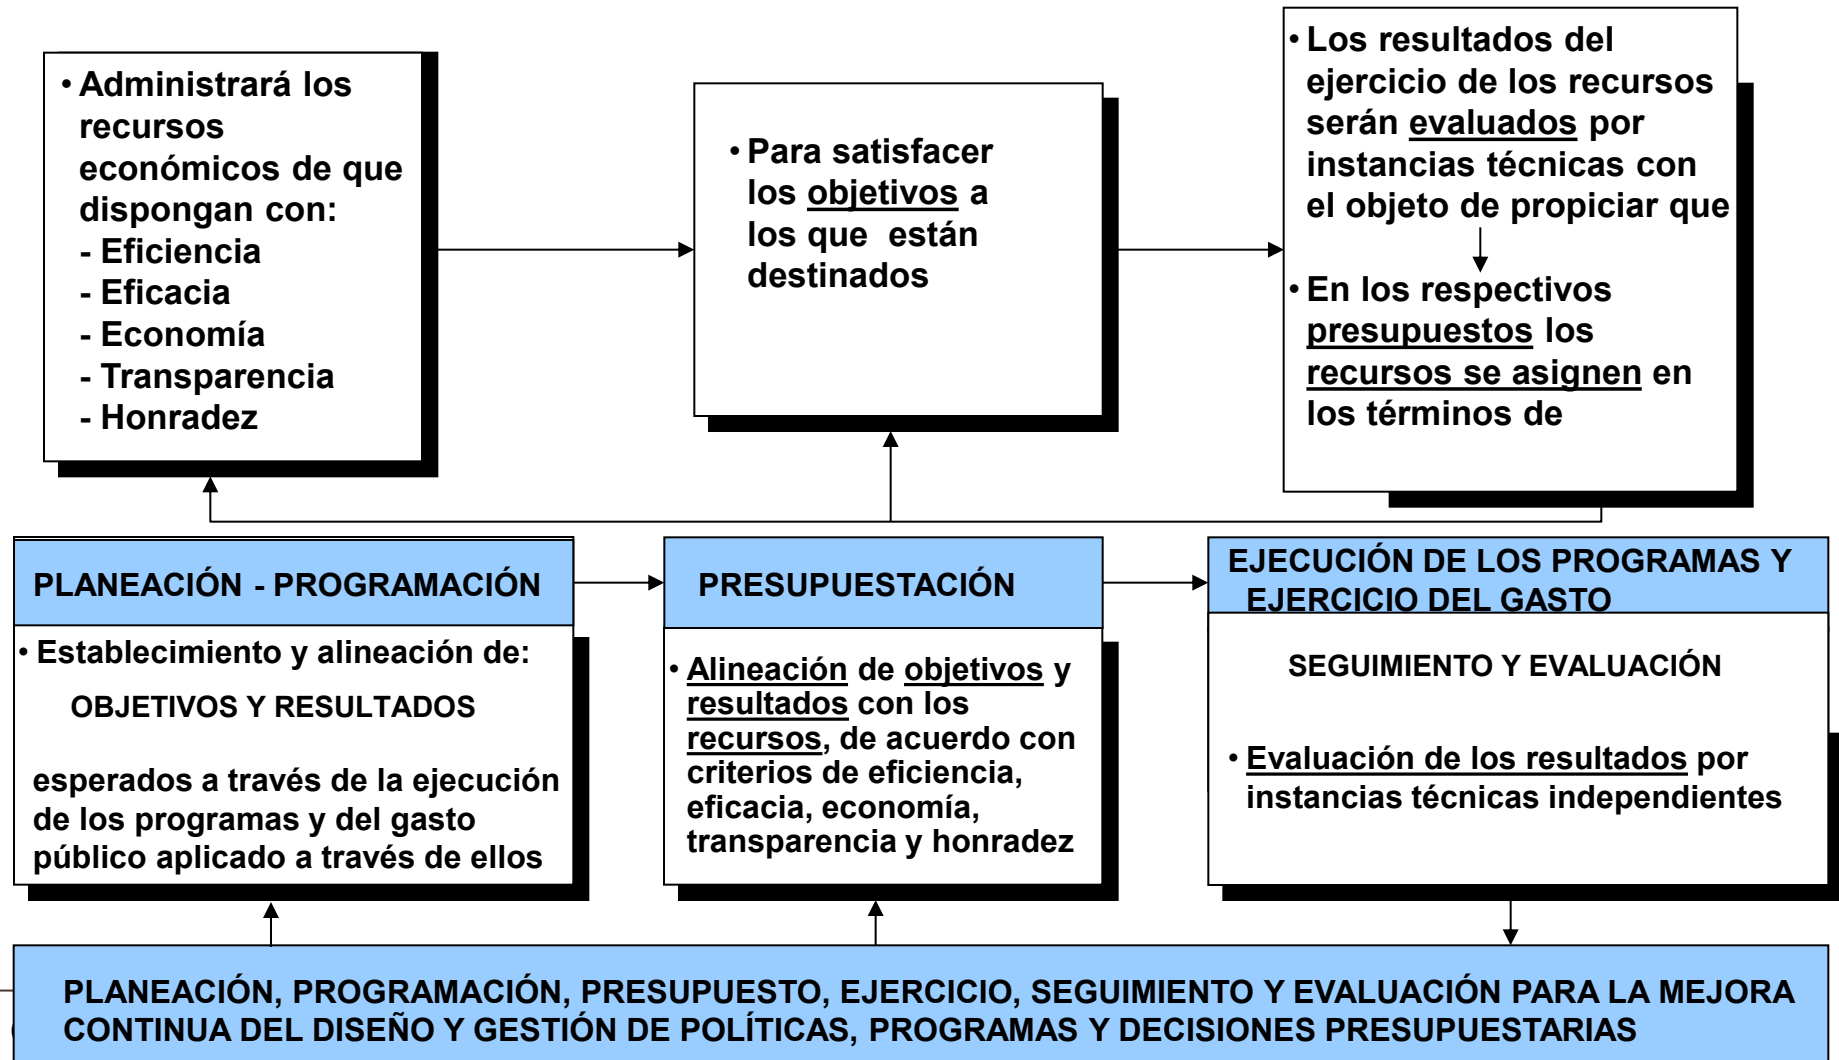 • Administrará los
recursos
económicos de que
dispongan con:
- Eficiencia
- Eficacia
- Economía
- Transparencia
- Honradez
• Para satisfacer
los objetivos a
los que están
destinados
• Los resultados del
ejercicio de los recursos
serán evaluados por
instancias técnicas con
el objeto de propiciar que
• En los respectivos
presupuestos los
recursos se asignen en
los términos de
PLANEACIÓN - PROGRAMACIÓN
• Establecimiento y alineación de:
OBJETIVOS Y RESULTADOS
esperados a través de la ejecución
de los programas y del gasto
público aplicado a través de ellos
PRESUPUESTACIÓN
• Alineación de objetivos y
resultados con los
recursos, de acuerdo con
criterios de eficiencia,
eficacia, economía,
transparencia y honradez
EJECUCIÓN DE LOS PROGRAMAS Y
EJERCICIO DEL GASTO
SEGUIMIENTO Y EVALUACIÓN
• Evaluación de los resultados por
instancias técnicas independientes
PLANEACIÓN, PROGRAMACIÓN, PRESUPUESTO, EJERCICIO, SEGUIMIENTO Y EVALUACIÓN PARA LA MEJORA
CONTINUA DEL DISEÑO Y GESTIÓN DE POLÍTICAS, PROGRAMAS Y DECISIONES PRESUPUESTARIAS